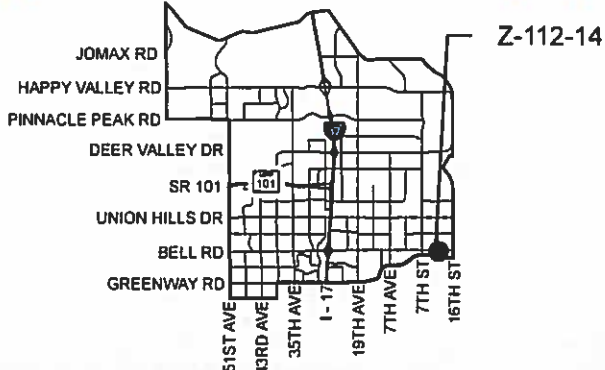 Z-112-14
JOMAX RD
HAPPY VALLEY RD
PINNACLE PEAK RD
DEER VALLEY DR
SR 101
101
UNION HILLS DR
BELL RD
GREENWAY RD
51ST AVE
43RD AVE
35TH AVE
I - 17
19TH AVE
7TH AVE
7TH ST
16TH ST